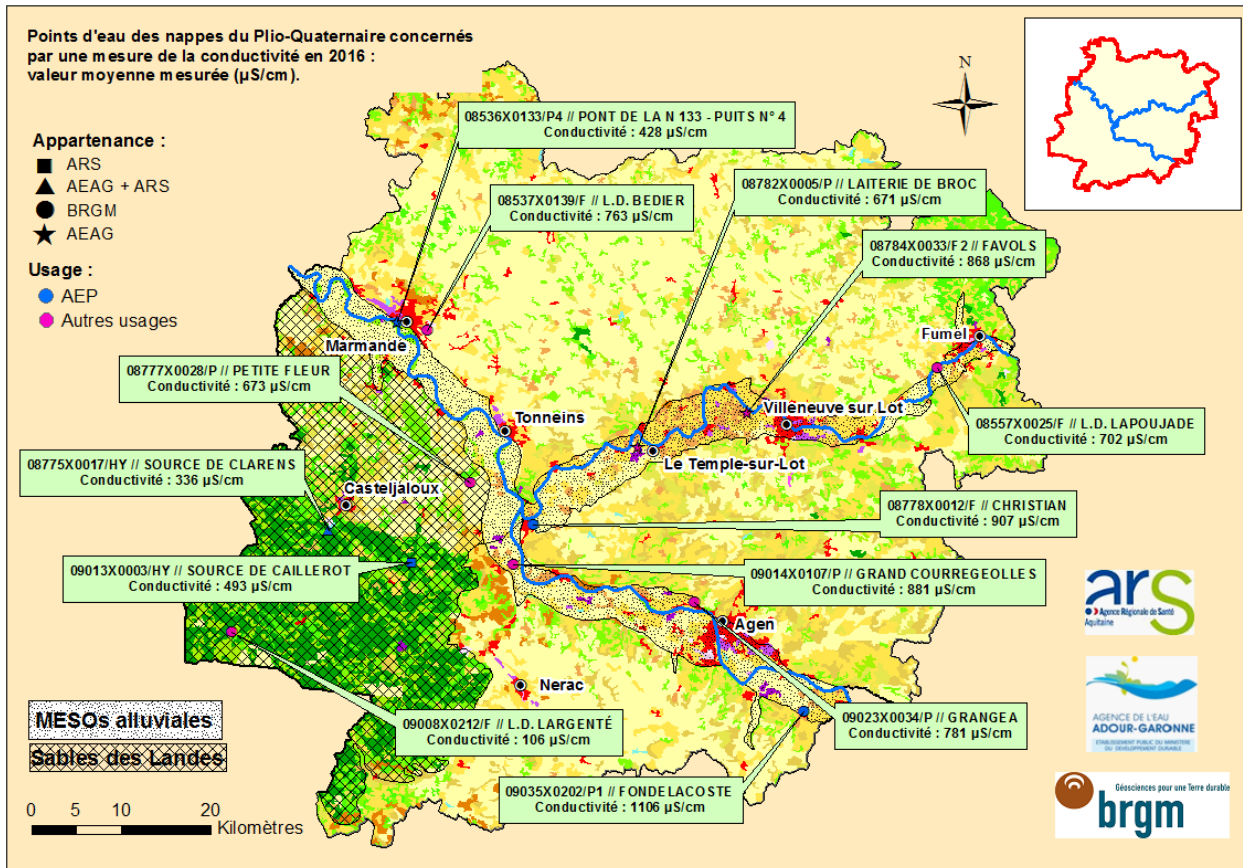 Points d'eau des nappes du Plio-Quaternaire concernés
par une mesure de la conductivité en 2016 :
valeur moyenne mesurée (µS/cm).
N
Appartenance :
ARS
AEAG + ARS
BRGM
AEAG
Usage :
AEP
Autres usages
08536X0133/P4 // PONT DE LA N 133 - PUITS N° 4
Conductivité : 428 µS/cm
08537X0139/F // L.D. BEDIER
Conductivité : 763 µS/cm
08782X0005/P // LAITERIE DE BROC
Conductivité : 671 µS/cm
08784X0033/F2 // FAVOLS
Conductivité : 868 µS/cm
Fumel
Marmande
08777X0028/P // PETITE FLEUR
Conductivité : 673 µS/cm
Tonneins
Villeneuve sur Lot
08557X0025/F // L.D. LAPOUJADE
Conductivité : 702 µS/cm
Le Temple-sur-Lot
08775X0017/HY // SOURCE DE CLARENS
Conductivité : 336 µS/cm
Casteljaloux
08778X0012/F // CHRISTIAN
Conductivité : 907 µS/cm
09013X0003/HY // SOURCE DE CAILLEROT
Conductivité : 493 µS/cm
09014X0107/P // GRAND COURREGEOLLES
Conductivité : 881 µS/cm
Agen
Nerac
09008X0212/F // L.D. LARGENTÉ
Conductivité : 106 µS/cm
09023X0034/P // GRANGEA
Conductivité : 781 µS/cm
09035X0202/P1 // FONDELACOSTE
Conductivité : 1106 µS/cm
MESOs alluviales
Sables des Landes
0 5 10 20
Kilomètres
ars
Agence Régionale de Santé
Aquitaine
AGENCE DE L'EAU
ADOUR-GARONNE
ETABLISSEMENT PUBLIC DU MINISTERE
DU DEVELOPPEMENT DURABLE
Géosciences pour une Terre durable
brgm